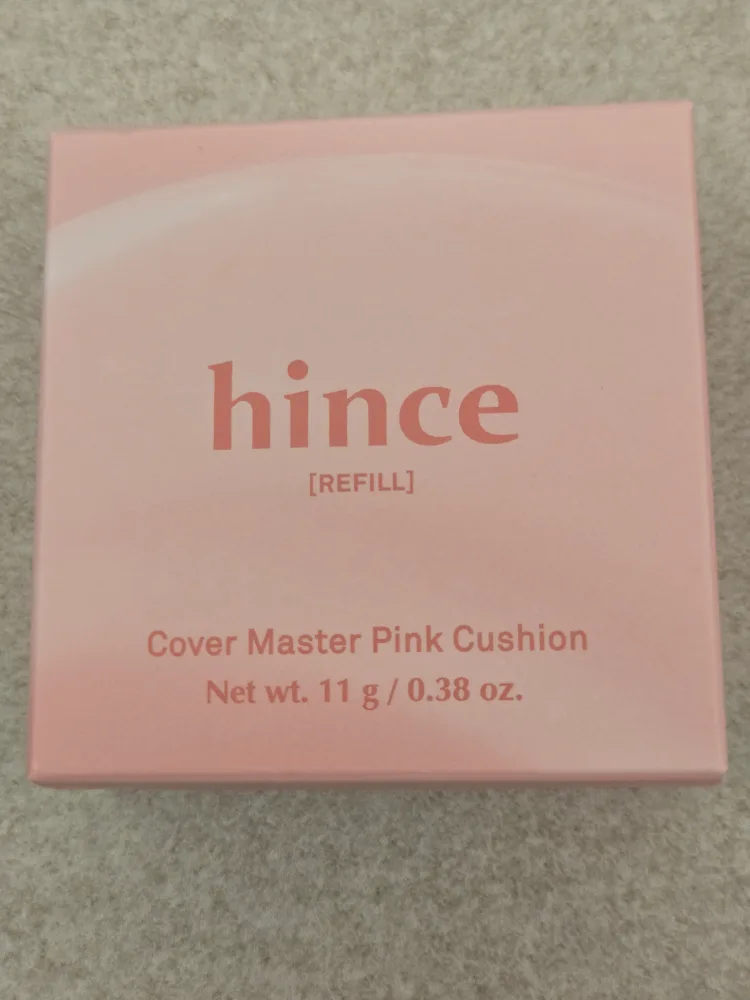 hince
[REFILL]
Cover Master Pink Cushion
Net wt. 11 g / 0.38 oz.